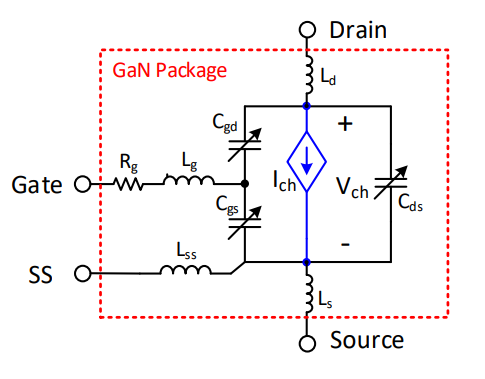 Drain
GaN Package
Ld
Cgd
+
Rg
Lg
Gate
Ich
Vch
Cgs
Cds
Lss
-
SS
Ls
Source